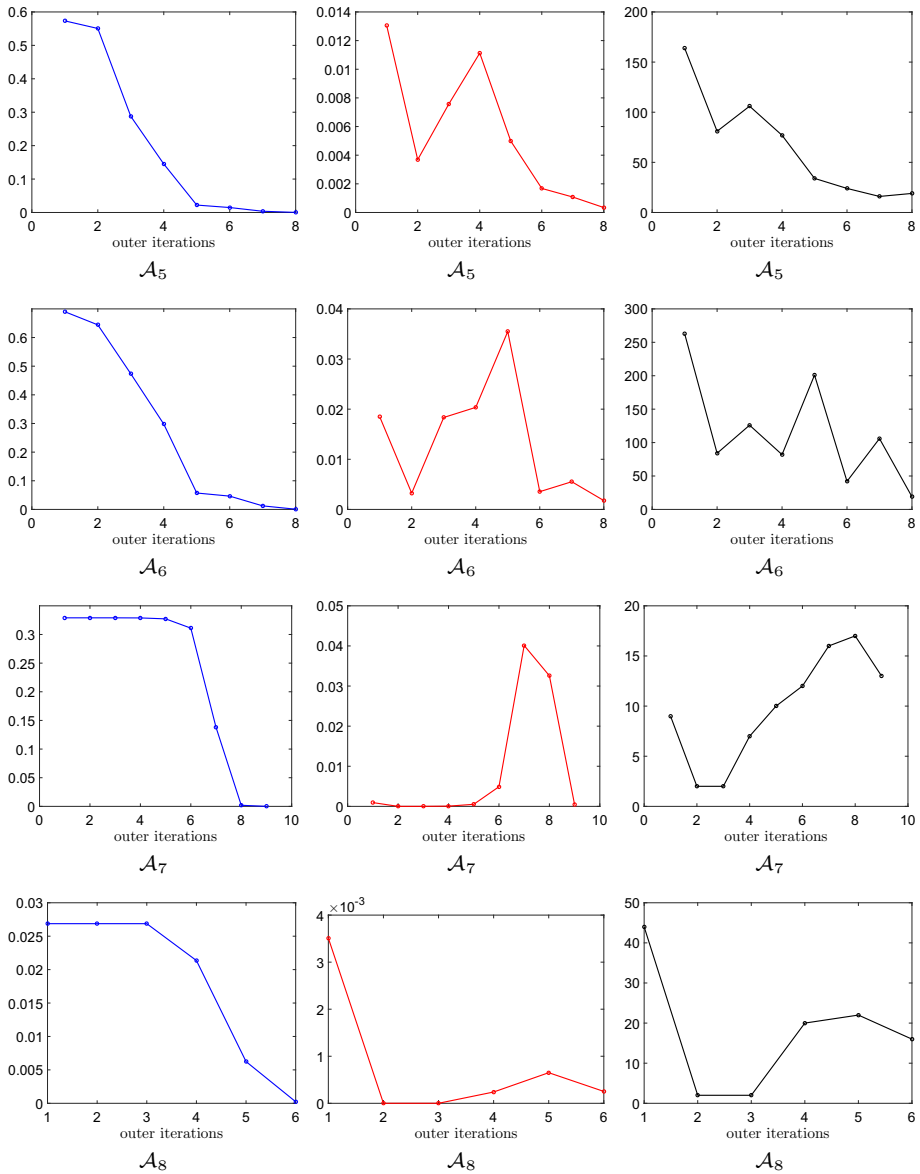 0.6
0.5
0.4
0.3
0.2
0.1
0
0 2 4 6 8
outer iterations
𝒜5
0.014
0.012
0.01
0.008
0.006
0.004
0.002
0
0 2 4 6 8
outer iterations
𝒜5
200
150
100
50
0
0 2 4 6 8
outer iterations
𝒜5
0.6
0.5
0.4
0.3
0.2
0.1
0
0 2 4 6 8
outer iterations
𝒜6
0.04
0.03
0.02
0.01
0
0 2 4 6 8
outer iterations
𝒜6
300
250
200
150
100
50
0
0 2 4 6 8
outer iterations
𝒜6
0.3
0.25
0.2
0.15
0.1
0.05
0
0 2 4 6 8 10
outer iterations
𝒜7
0.05
0.04
0.03
0.02
0.01
0
0 2 4 6 8 10
outer iterations
𝒜7
20
15
10
5
0
0 2 4 6 8 10
outer iterations
𝒜7
0.03
0.025
0.02
0.015
0.01
0.005
0
1 2 3 4 5 6
outer iterations
𝒜8
×10-3
4
3
2
1
0
1 2 3 4 5 6
outer iterations
𝒜8
50
40
30
20
10
0
1 2 3 4 5 6
outer iterations
𝒜8